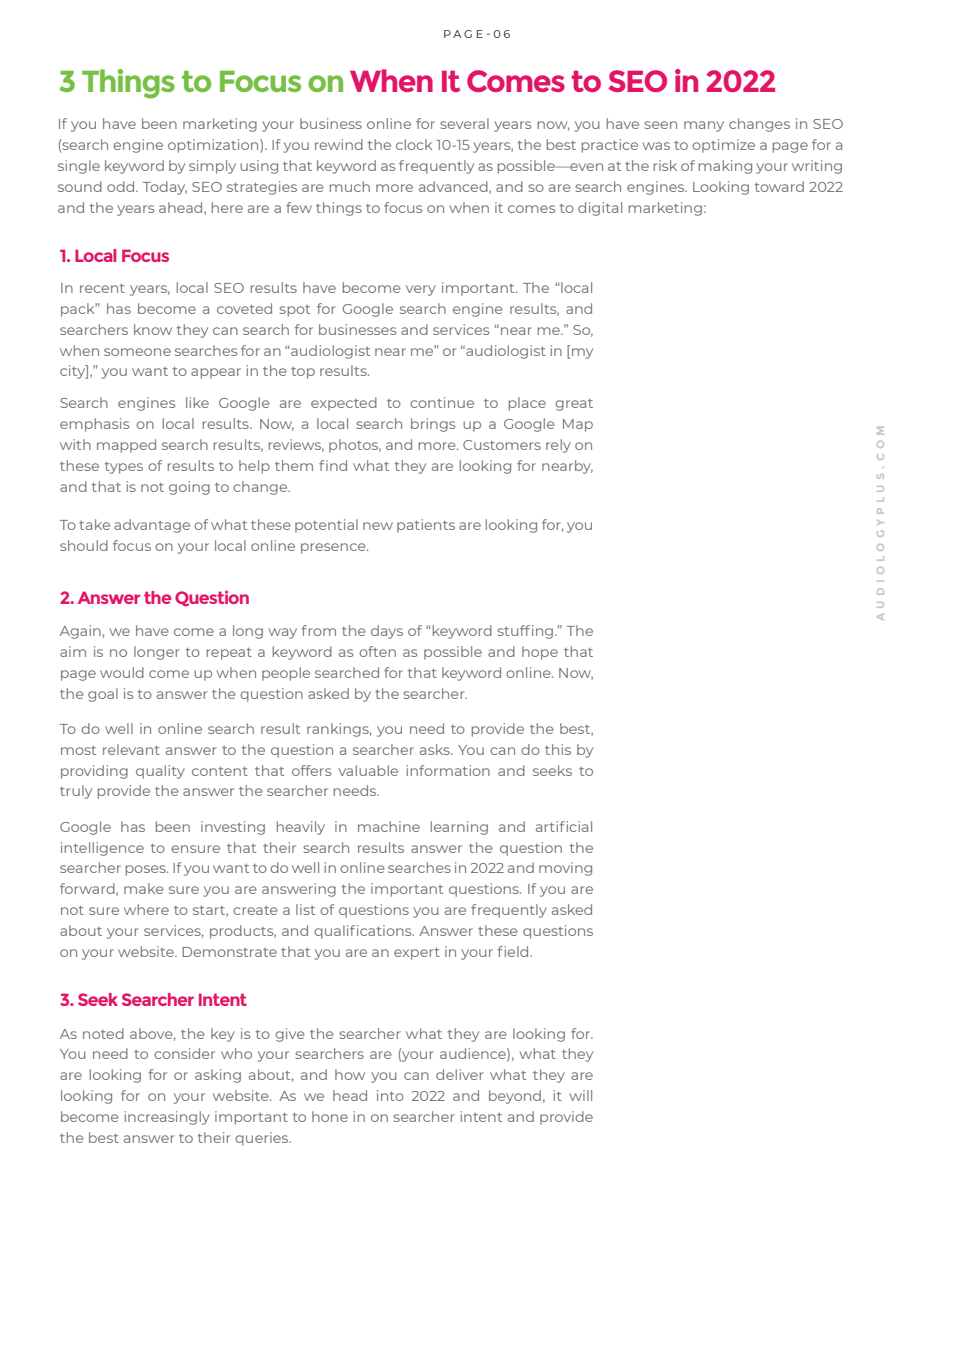 PAGE-06
3 Things to Focus on When It Comes to SEO in 2022
If you have been marketing your business online for several years now, you have seen many changes in SEO
(search engine optimization). If you rewind the clock 10-15 years, the best practice was to optimize a page for a
single keyword by simply using that keyword as frequently as possible—even at the risk of making your writing
sound odd. Today, SEO strategies are much more advanced, and so are search engines. Looking toward 2022
and the years ahead, here are a few things to focus on when it comes to digital marketing:
1. Local Focus
In recent years, local SEO results have become very important. The “local
pack” has become a coveted spot for Google search engine results, and
searchers know they can search for businesses and services “near me.” So,
when someone searches for an “audiologist near me” or “audiologist in [my
city],” you want to appear in the top results.
Search engines like Google are expected to continue to place great
emphasis on local results. Now, a local search brings up a Google Map
with mapped search results, reviews, photos, and more. Customers rely on
these types of results to help them find what they are looking for nearby,
and that is not going to change.
To take advantage of what these potential new patients are looking for, you
should focus on your local online presence.
2. Answer the Question
Again, we have come a long way from the days of “keyword stuffing.” The
aim is no longer to repeat a keyword as often as possible and hope that
page would come up when people searched for that keyword online. Now,
the goal is to answer the question asked by the searcher.
To do well in online search result rankings, you need to provide the best,
most relevant answer to the question a searcher asks. You can do this by
providing quality content that offers valuable information and seeks to
truly provide the answer the searcher needs.
Google has been investing heavily in machine learning and artificial
intelligence to ensure that their search results answer the question the
searcher poses. If you want to do well in online searches in 2022 and moving
forward, make sure you are answering the important questions. If you are
not sure where to start, create a list of questions you are frequently asked
about your services, products, and qualifications. Answer these questions
on your website. Demonstrate that you are an expert in your field.
3. Seek Searcher Intent
As noted above, the key is to give the searcher what they are looking for.
You need to consider who your searchers are (your audience), what they
are looking for or asking about, and how you can deliver what they are
looking for on your website. As we head into 2022 and beyond, it will
become increasingly important to hone in on searcher intent and provide
the best answer to their queries.
AUDIOLOGYPLUS.COM